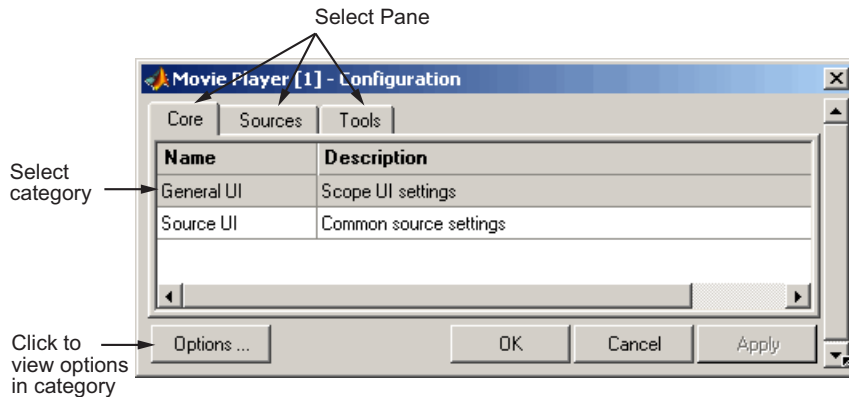 Select Pane
Movie Player [1] - Configuration
Core Sources Tools
Name Description
Select
category
General UI Scope UI settings
Source UI Common source settings
Click to
view options
in category
Options ... OK Cancel Apply